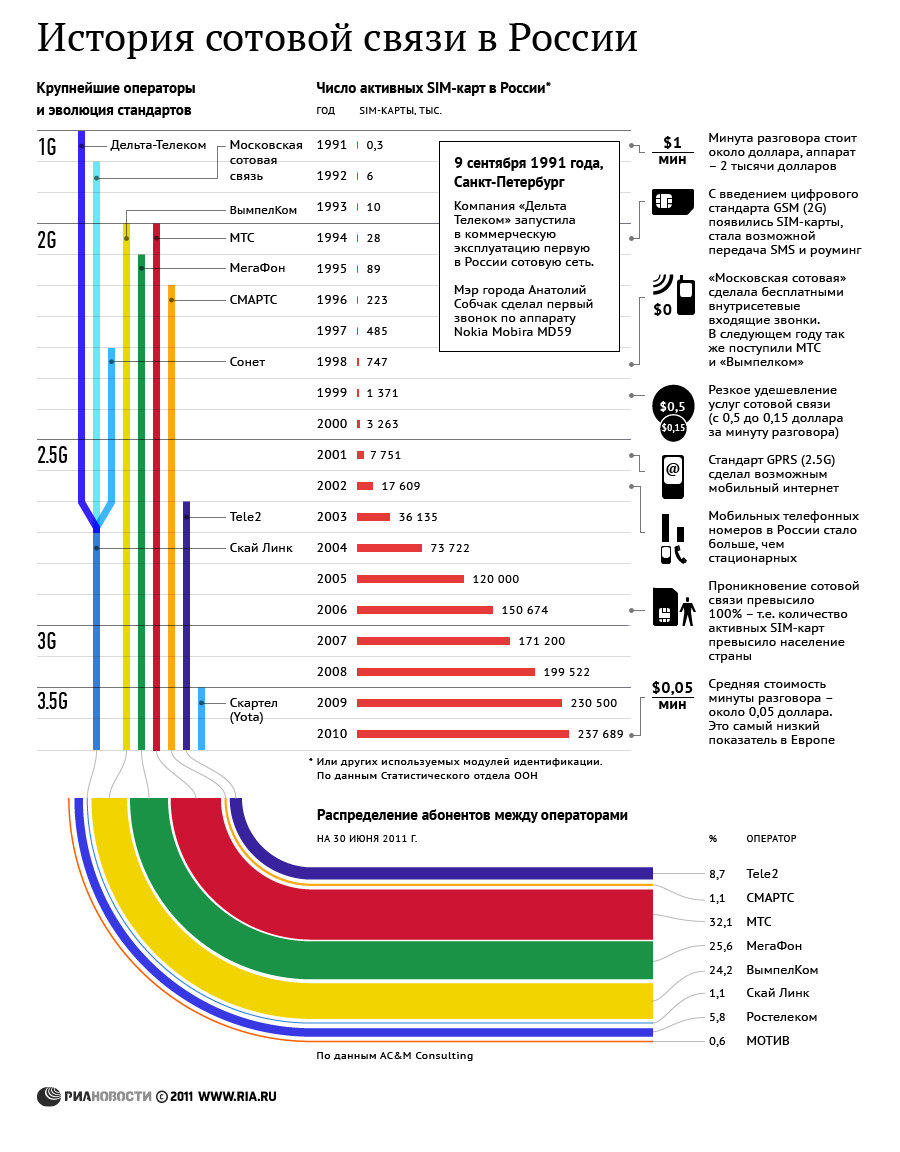 История сотовой связи в России
Крупнейшие операторы
и эволюция стандартов
1G
2G
2.5G
3G
3.5G
Дельта-Телеком
Московская
сотовая
связь
ВымпелКом
МТС
МегаФон
СМАРТС
Сонет
Tele2
Скай Линк
Скартел
(Yota)
Число активных SIM-карт в России*
ГОД SIM-КАРТЫ, ТЫС.
1991 0,3
1992 6
1993 10
1994 28
1995 89
1996 223
1997 485
1998 747
1999 1 371
2000 3 263
2001 7 751
2002 17 609
2003 36 135
2004 73 722
2005 120 000
2006 150 674
2007 171 200
2008 199 522
2009 230 500
2010 237 689
* Или других используемых модулей идентификации.
По данным Статистического отдела ООН
9 сентября 1991 года,
Санкт-Петербург
Компания «Дельта
Телеком» запустила
в коммерческую
эксплуатацию первую
в России сотовую сеть.
Мэр города Анатолий
Собчак сделал первый
звонок по аппарату
Nokia Mobira MD59
$1
мин
Минута разговора стоит
около доллара, аппарат
– 2 тысячи долларов
С введением цифрового
стандарта GSM (2G)
появились SIM-карты,
стала возможной
передача SMS и роуминг
$0
«Московская сотовая»
сделала бесплатными
внутрисетевые
входящие звонки.
В следующем году так
же поступили МТС
и «Вымпелком»
$0,5
$0,15
Резкое удешевление
услуг сотовой связи
(с 0,5 до 0,15 доллара
за минуту разговора)
@
Стандарт GPRS (2.5G)
сделал возможным
мобильный интернет
Мобильных телефонных
номеров в России стало
больше, чем
стационарных
Проникновение сотовой
связи превысило
100% – т.е. количество
активных SIM-карт
превысило население
страны
$0,05
мин
Средняя стоимость
минуты разговора –
около 0,05 доллара.
Это самый низкий
показатель в Европе
Распределение абонентов между операторами
НА 30 ИЮНЯ 2011 Г.
% ОПЕРАТОР
8,7 Tele2
1,1 СМАРТС
32,1 МТС
25,6 МегаФон
24,2 ВымпелКом
1,1 Скай Линк
5,8 Ростелеком
0,6 МОТИВ
По данным AC&M Consulting
РИАНОВОСТИ © 2011 WWW.RIA.RU